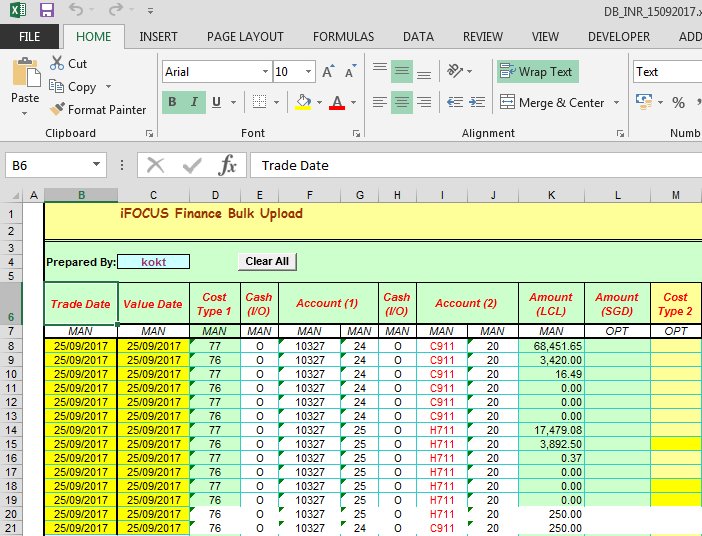 DB_INR_15092017.x
FILE HOME INSERT PAGE LAYOUT FORMULAS DATA REVIEW VIEW DEVELOPER ADD
Cut Arial 10 A A Wrap Text Text
Paste Copy B I U A Merge & Center %
Format Painter
Clipboard Font Alignment Numb
B6 fx Trade Date
A B C D E F G H I J K L M
1 iFOCUS Finance Bulk Upload
2
3
4 Prepared By: kokt Clear All
5
6 Trade Date Value Date Cost Type 1 Cash (I/O) Account (1) Cash (I/O) Account (2) Amount (LCL) Amount (SGD) Cost Type 2
7 MAN MAN MAN MAN MAN MAN MAN MAN MAN MAN OPT OPT
8 25/09/2017 25/09/2017 77 O 10327 24 O C911 20 68,451.65
9 25/09/2017 25/09/2017 76 O 10327 24 O C911 20 3,420.00
10 25/09/2017 25/09/2017 76 O 10327 24 O C911 20 16.49
11 25/09/2017 25/09/2017 76 O 10327 24 O C911 20 0.00
12 25/09/2017 25/09/2017 76 O 10327 24 O C911 20 0.00
13 25/09/2017 25/09/2017 76 O 10327 24 O C911 20 0.00
14 25/09/2017 25/09/2017 77 O 10327 25 O H711 20 17,479.08
15 25/09/2017 25/09/2017 76 O 10327 25 O H711 20 3,892.50
16 25/09/2017 25/09/2017 76 O 10327 25 O H711 20 0.37
17 25/09/2017 25/09/2017 76 O 10327 25 O H711 20 0.00
18 25/09/2017 25/09/2017 76 O 10327 25 O H711 20 0.00
19 25/09/2017 25/09/2017 76 O 10327 25 O H711 20 0.00
20 25/09/2017 25/09/2017 76 O 10327 25 O H711 20 250.00
21 25/09/2017 25/09/2017 76 O 10327 24 O C911 20 250.00